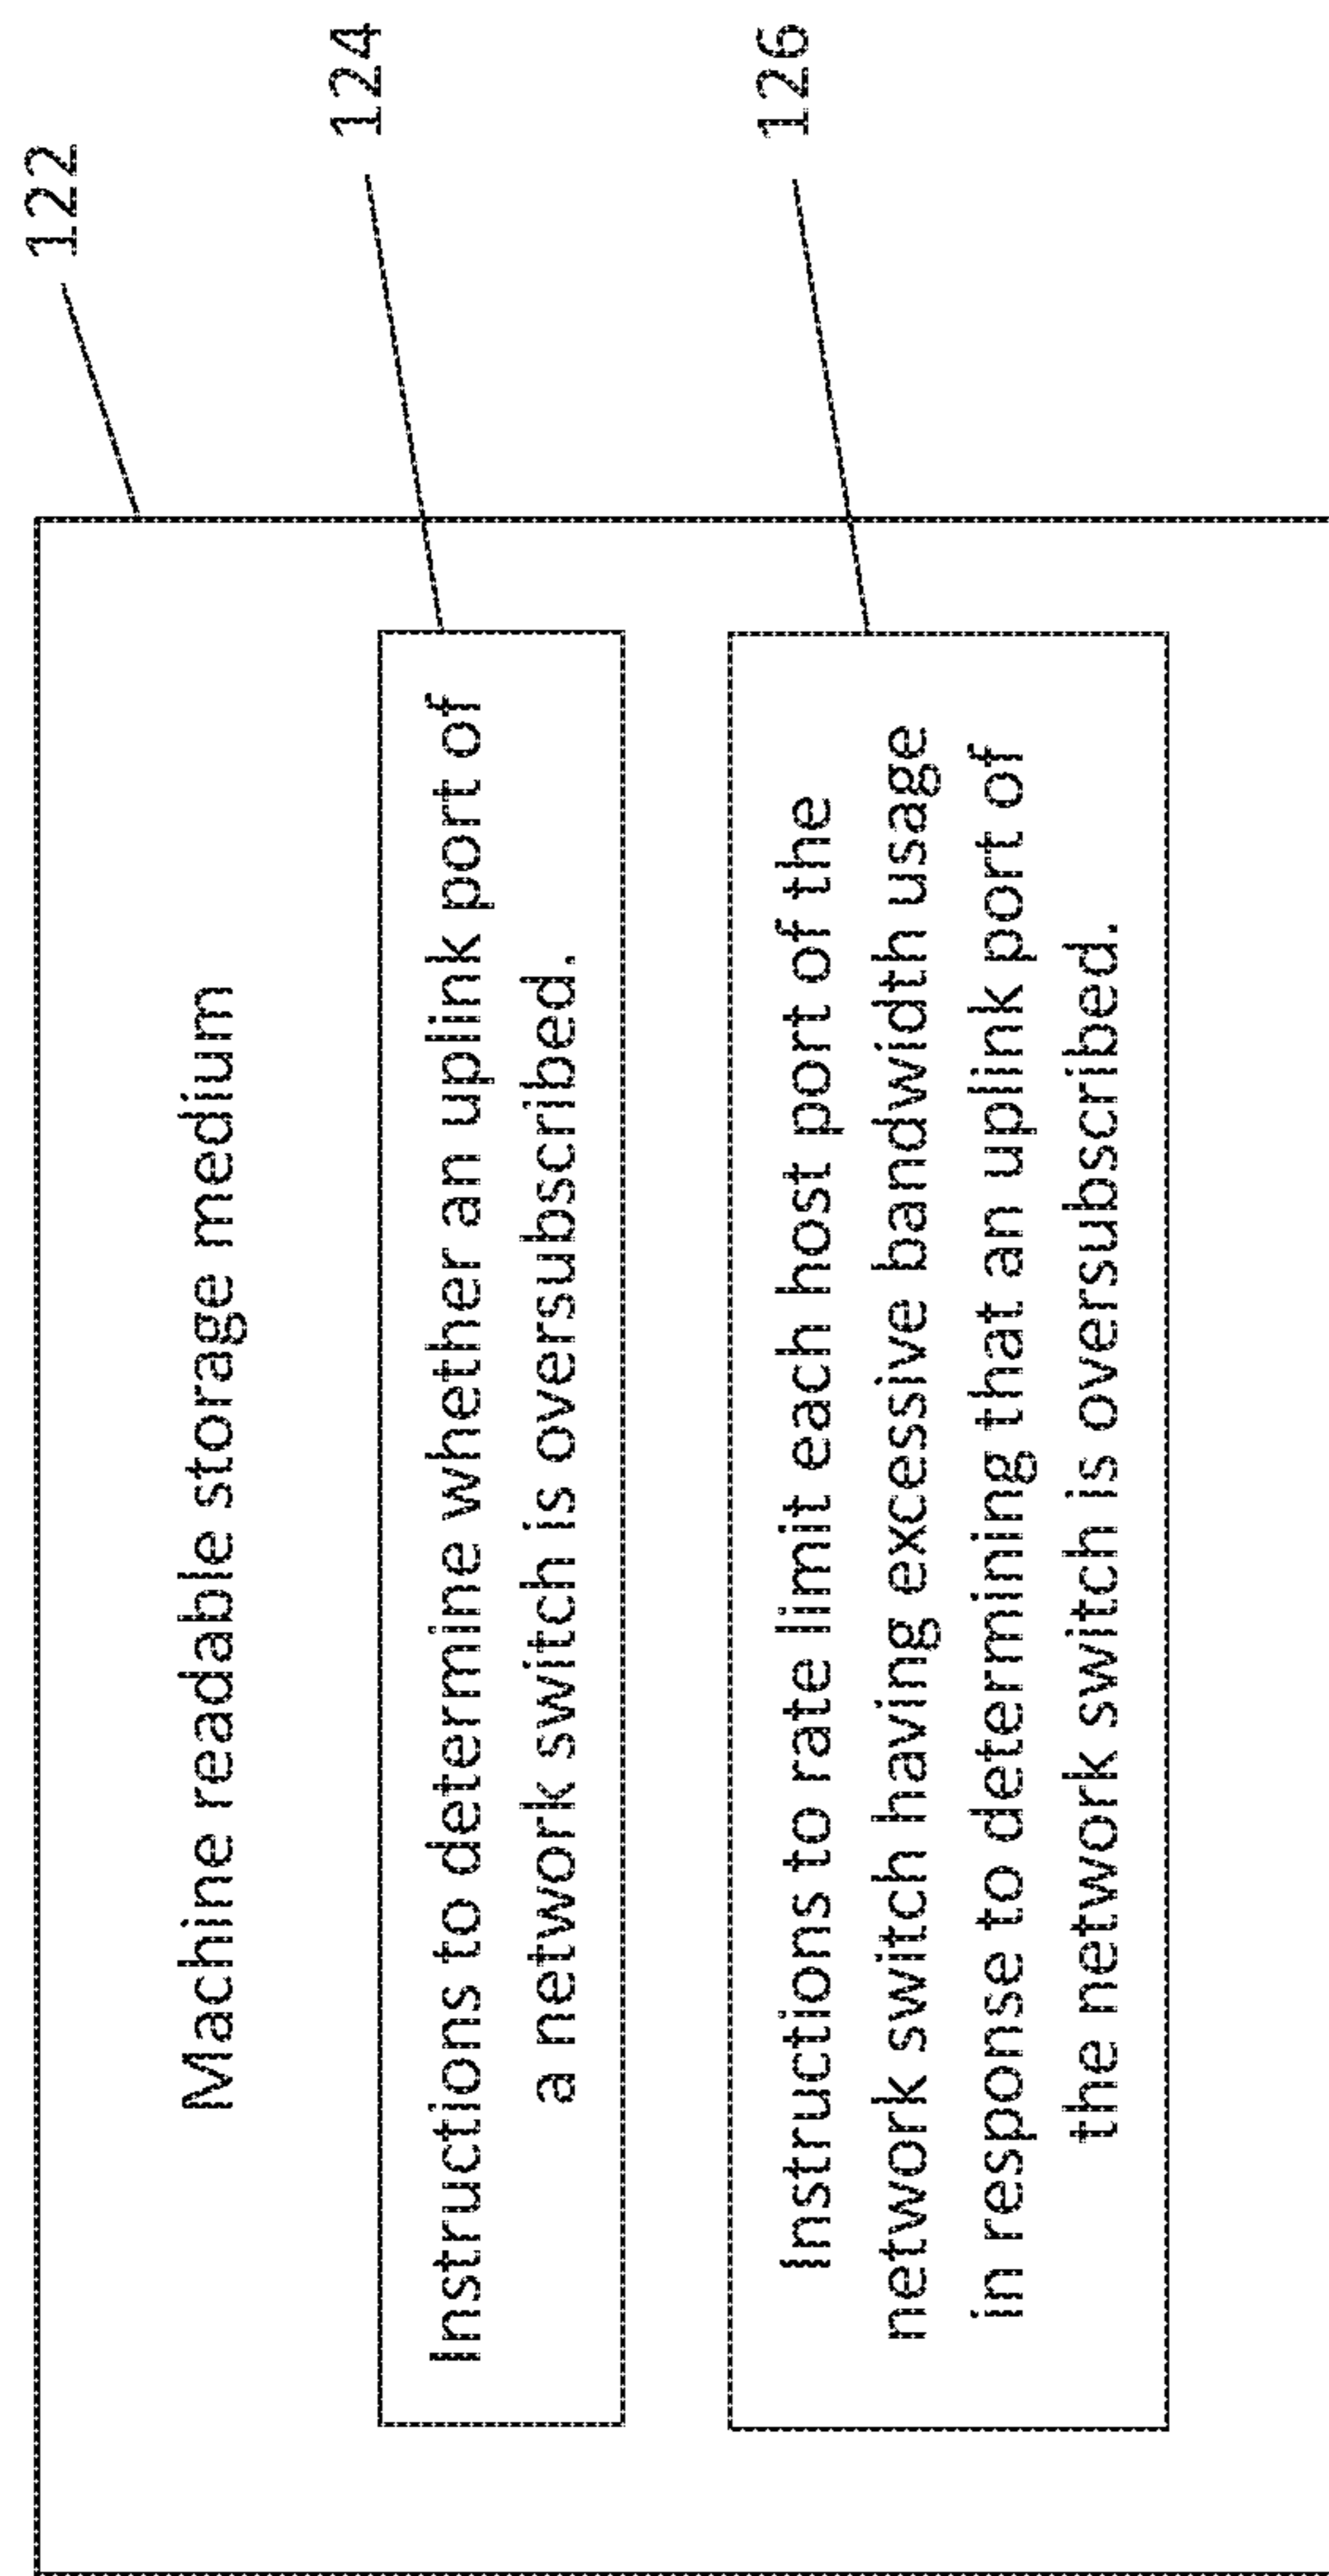 122
Machine readable storage medium
124
Instructions to determine whether an uplink port of
a network switch is oversubscribed.
126
Instructions to rate limit each host port of the
network switch having excessive bandwidth usage
in response to determining that an uplink port of
the network switch is oversubscribed.